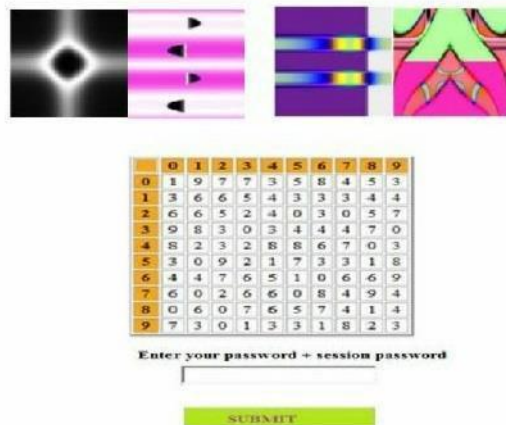 0 1 2 3 4 5 6 7 8 9
0 1 9 7 7 3 5 8 4 5 3
1 3 6 6 5 4 3 3 3 4 4
2 6 6 5 2 4 0 3 0 5 7
3 9 8 3 0 3 4 4 4 7 0
4 8 2 3 2 8 8 6 7 0 3
5 3 0 9 2 1 7 3 3 1 8
6 4 4 7 6 5 1 0 6 6 9
7 6 0 2 6 6 0 8 4 9 4
8 0 6 0 7 6 5 7 4 1 4
9 7 3 0 1 3 3 1 8 2 3
Enter your password + session password
SUBMIT